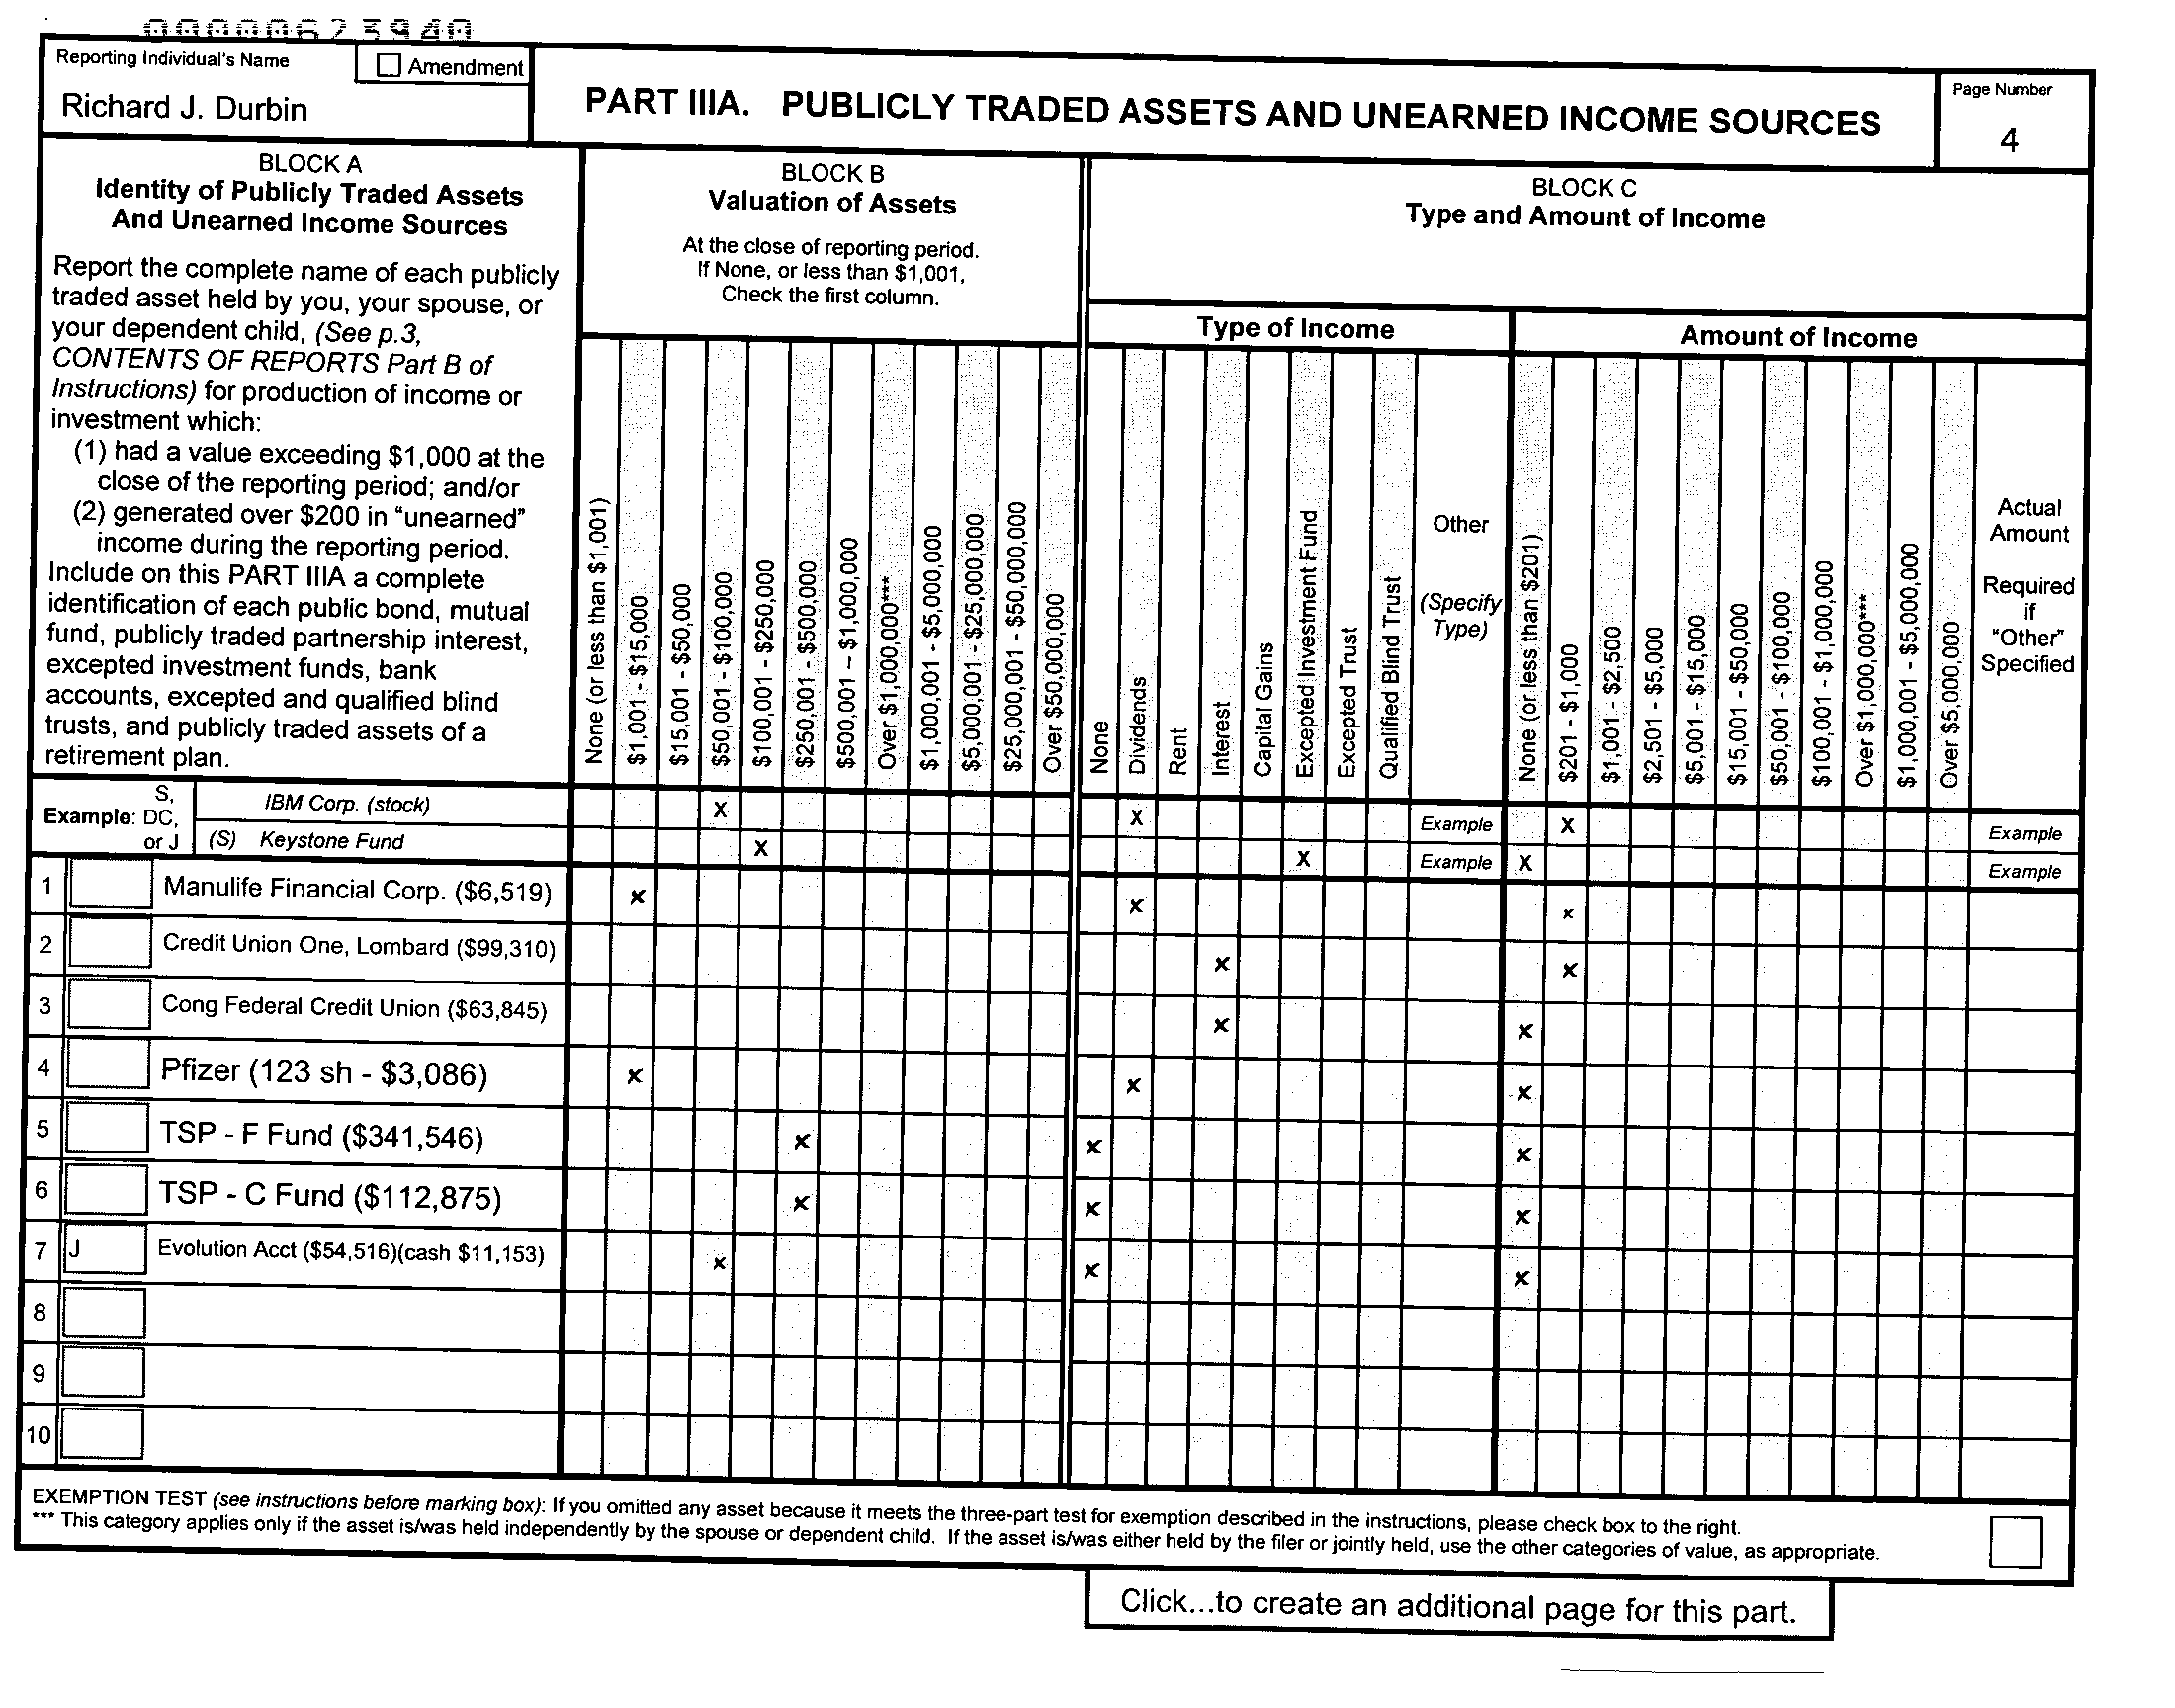 000000623940
Reporting Individual's Name
Amendment
Richard J. Durbin
PART IIIA. PUBLICLY TRADED ASSETS AND UNEARNED INCOME SOURCES
Page Number
4
BLOCK A
Identity of Publicly Traded Assets
And Unearned Income Sources
Report the complete name of each publicly
traded asset held by you, your spouse, or
your dependent child, (See p.3,
CONTENTS OF REPORTS Part B of
Instructions) for production of income or
investment which:
(1) had a value exceeding $1,000 at the
close of the reporting period; and/or
(2) generated over $200 in "unearned"
income during the reporting period.
Include on this PART IIIA a complete
identification of each public bond, mutual
fund, publicly traded partnership interest,
excepted investment funds, bank
accounts, excepted and qualified blind
trusts, and publicly traded assets of a
retirement plan.
BLOCK B
Valuation of Assets
At the close of reporting period.
If None, or less than $1,001,
Check the first column.
None (or less than $1,001)
$1,001 - $15,000
$15,001 - $50,000
$50,001 - $100,000
$100,001 - $250,000
$250,001 - $500,000
$500,001 – $1,000,000
Over $1,000,000***
$1,000,001 - $5,000,000
$5,000,001 - $25,000,000
$25,000,001 - $50,000,000
Over $50,000,000
BLOCK C
Type and Amount of Income
Type of Income
None
Dividends
Rent
Interest
Capital Gains
Excepted Investment Fund
Excepted Trust
Qualified Blind Trust
Other
(Specify
Type)
Amount of Income
None (or less than $201)
$201 - $1,000
$1,001 - $2,500
$2,501 - $5,000
$5,001 - $15,000
$15,001 - $50,000
$50,001 - $100,000
$100,001 - $1,000,000
Over $1,000,000***
$1,000,001 - $5,000,000
Over $5,000,000
Actual
Amount
Required
if
"Other"
Specified
Example: S, DC, or J
IBM Corp. (stock) X X Example X Example
(S) Keystone Fund X X Example X Example
1 Manulife Financial Corp. ($6,519) x x x
2 Credit Union One, Lombard ($99,310) x x
3 Cong Federal Credit Union ($63,845) x x
4 Pfizer (123 sh - $3,086) x x x
5 TSP - F Fund ($341,546) x x x
6 TSP - C Fund ($112,875) x x x
7 J Evolution Acct ($54,516)(cash $11,153) x x x
8
9
10
EXEMPTION TEST (see instructions before marking box): If you omitted any asset because it meets the three-part test for exemption described in the instructions, please check box to the right.
*** This category applies only if the asset is/was held independently by the spouse or dependent child. If the asset is/was either held by the filer or jointly held, use the other categories of value, as appropriate.
Click...to create an additional page for this part.